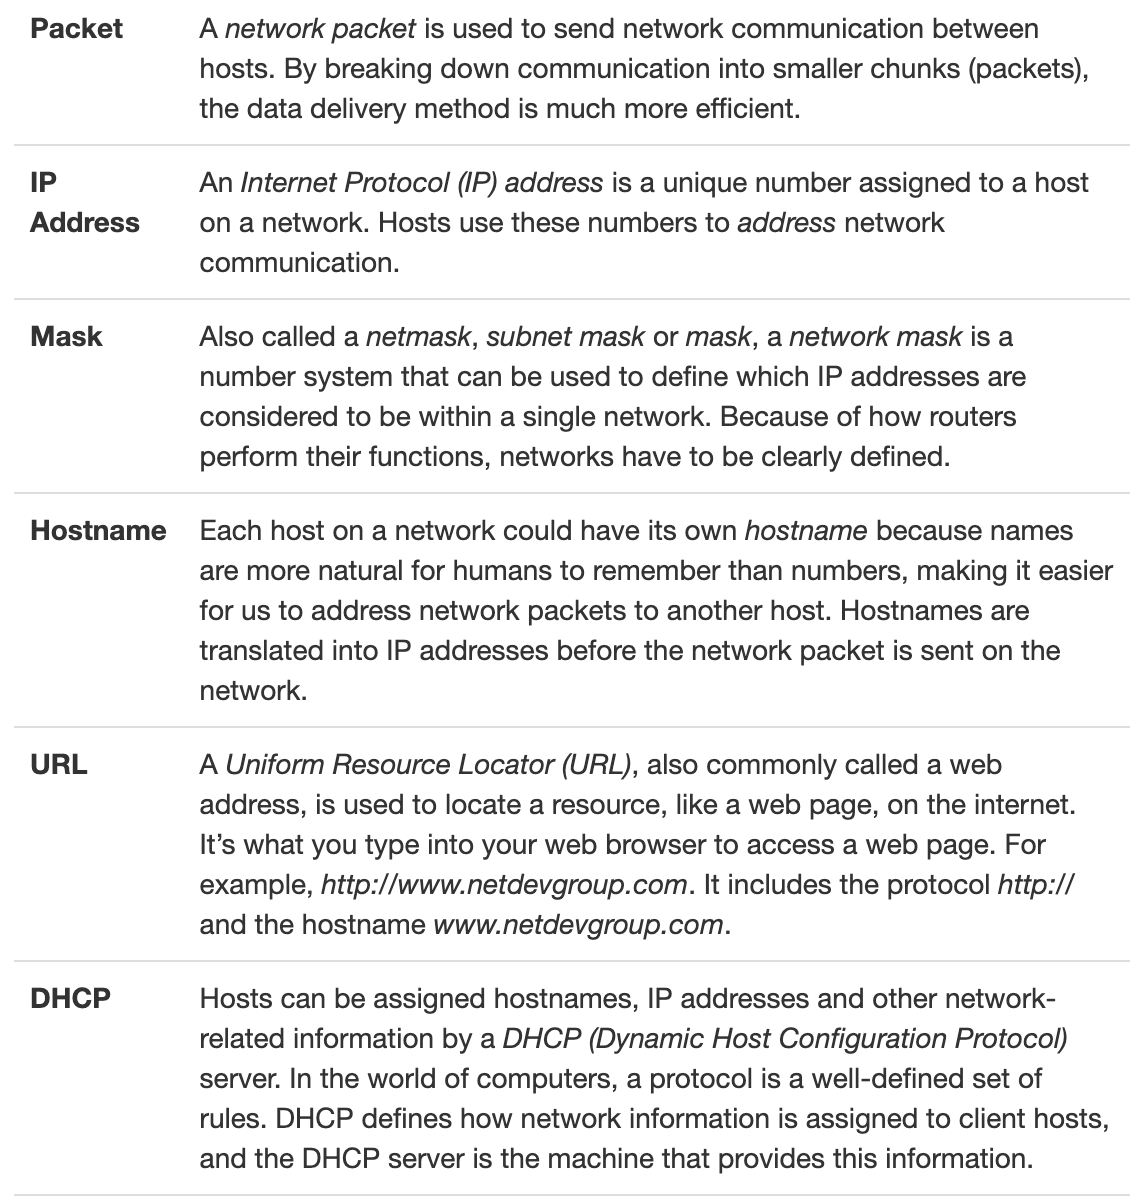 Packet
A network packet is used to send network communication between
hosts. By breaking down communication into smaller chunks (packets),
the data delivery method is much more efficient.
IP
Address
An Internet Protocol (IP) address is a unique number assigned to a host
on a network. Hosts use these numbers to address network
communication.
Mask
Also called a netmask, subnet mask or mask, a network mask is a
number system that can be used to define which IP addresses are
considered to be within a single network. Because of how routers
perform their functions, networks have to be clearly defined.
Hostname
Each host on a network could have its own hostname because names
are more natural for humans to remember than numbers, making it easier
for us to address network packets to another host. Hostnames are
translated into IP addresses before the network packet is sent on the
network.
URL
A Uniform Resource Locator (URL), also commonly called a web
address, is used to locate a resource, like a web page, on the internet.
It’s what you type into your web browser to access a web page. For
example, http://www.netdevgroup.com. It includes the protocol http://
and the hostname www.netdevgroup.com.
DHCP
Hosts can be assigned hostnames, IP addresses and other network-
related information by a DHCP (Dynamic Host Configuration Protocol)
server. In the world of computers, a protocol is a well-defined set of
rules. DHCP defines how network information is assigned to client hosts,
and the DHCP server is the machine that provides this information.